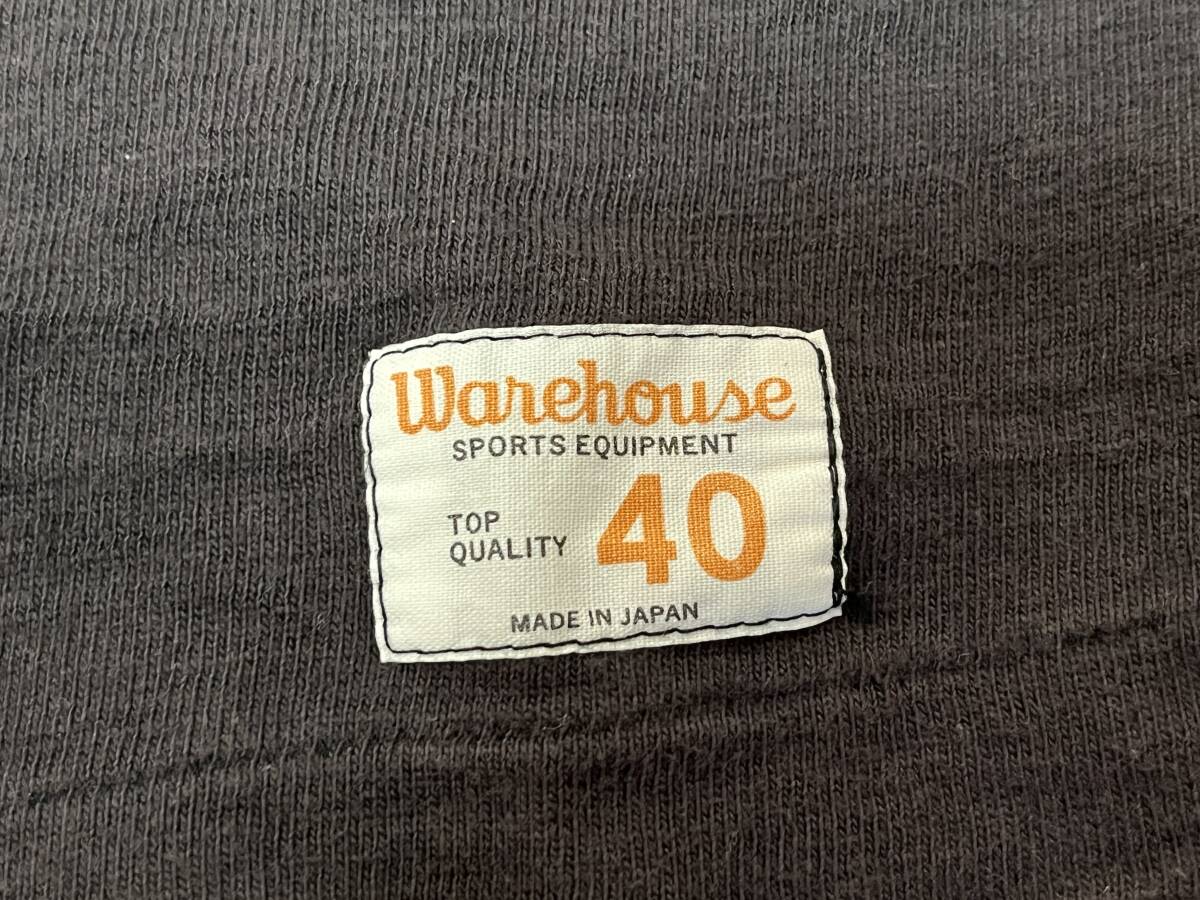 Warehouse
SPORTS EQUIPMENT
TOP
QUALITY
40
MADE IN JAPAN